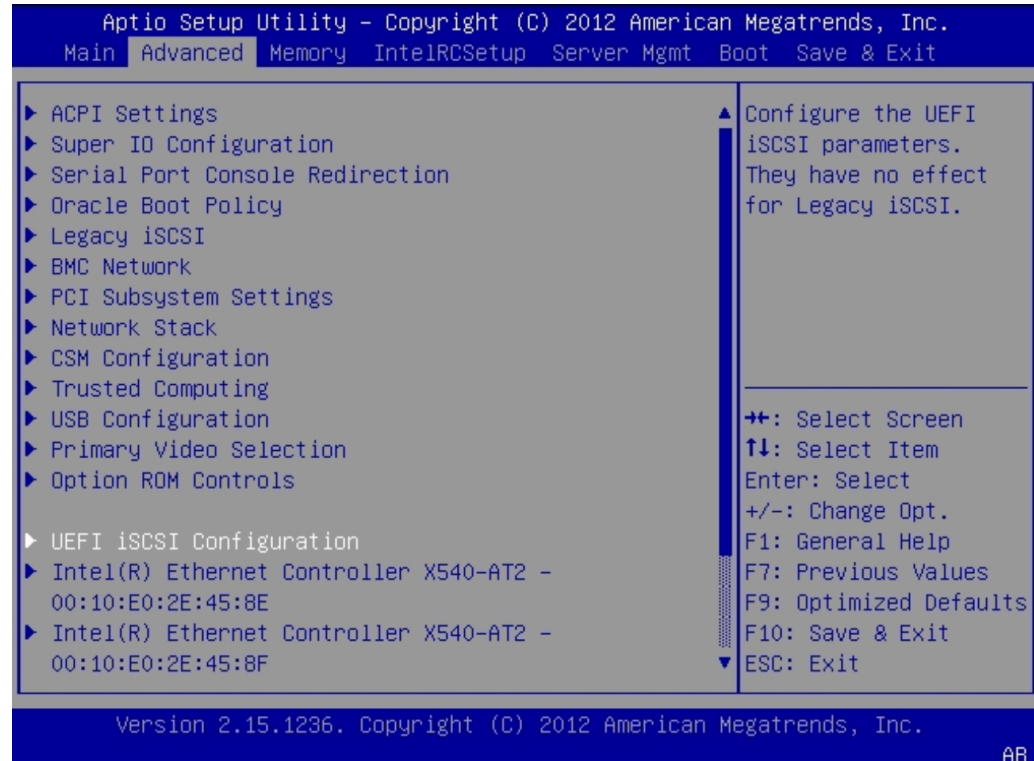 Aptio Setup Utility – Copyright (C) 2012 American Megatrends, Inc.
Main Advanced Memory IntelRCSetup Server Mgmt Boot Save & Exit
ACPI Settings
Super IO Configuration
Serial Port Console Redirection
Oracle Boot Policy
Legacy iSCSI
BMC Network
PCI Subsystem Settings
Network Stack
CSM Configuration
Trusted Computing
USB Configuration
Primary Video Selection
Option ROM Controls
UEFI iSCSI Configuration
Intel(R) Ethernet Controller X540-AT2 –
00:10:E0:2E:45:8E
Intel(R) Ethernet Controller X540-AT2 –
00:10:E0:2E:45:8F
Configure the UEFI
iSCSI parameters.
They have no effect
for Legacy iSCSI.
→←: Select Screen
↑↓: Select Item
Enter: Select
+/-: Change Opt.
F1: General Help
F7: Previous Values
F9: Optimized Defaults
F10: Save & Exit
ESC: Exit
Version 2.15.1236. Copyright (C) 2012 American Megatrends, Inc.
AB